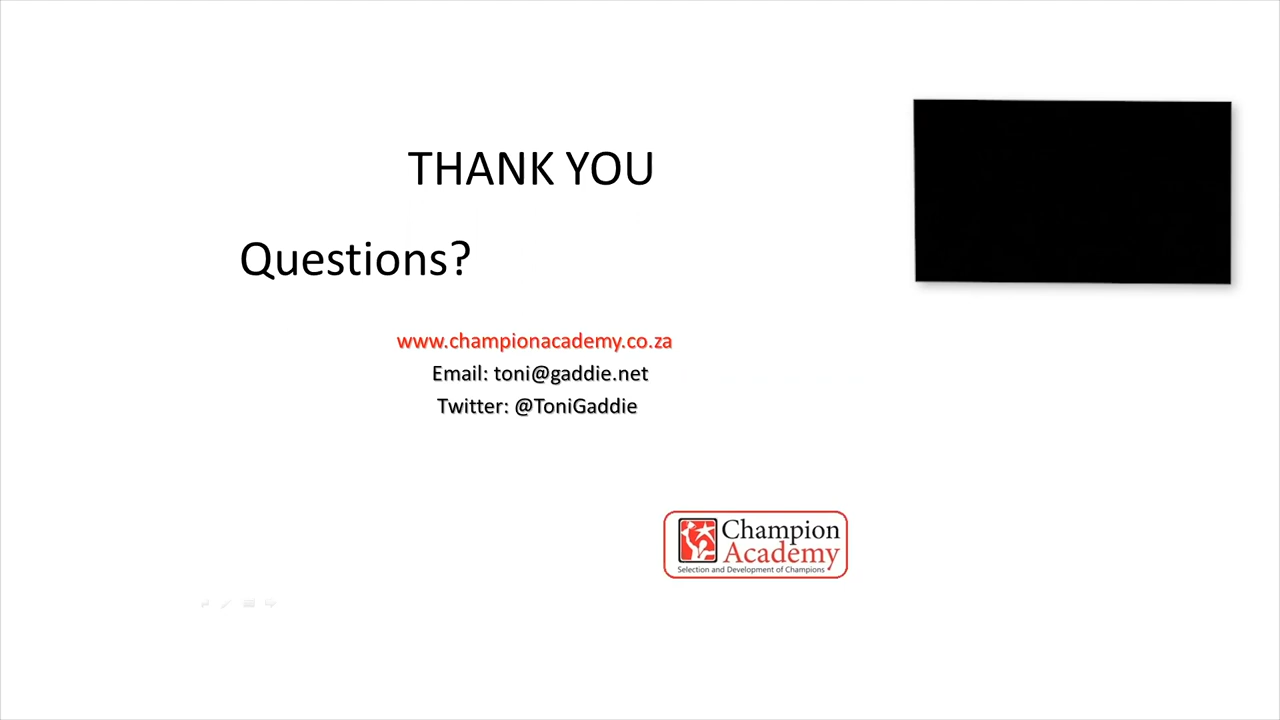 THANK YOU
Questions?
www.championacademy.co.za
Email: toni@gaddie.net
Twitter: @ToniGaddie
Champion
Academy
Selection and Development of Champions